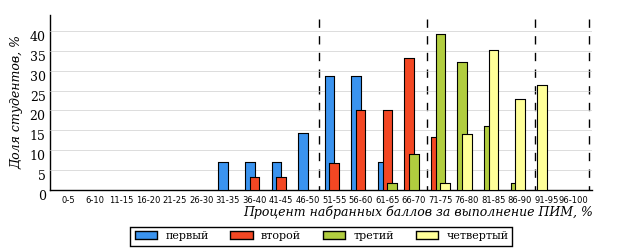 Доля студентов, %
40
35
30
25
20
15
10
5
0
0-5 6-10 11-15 16-20 21-25 26-30 31-35 36-40 41-45 46-50 51-55 56-60 61-65 66-70 71-75 76-80 81-85 86-90 91-95 96-100
Процент набранных баллов за выполнение ПИМ, %
первый второй третий четвертый